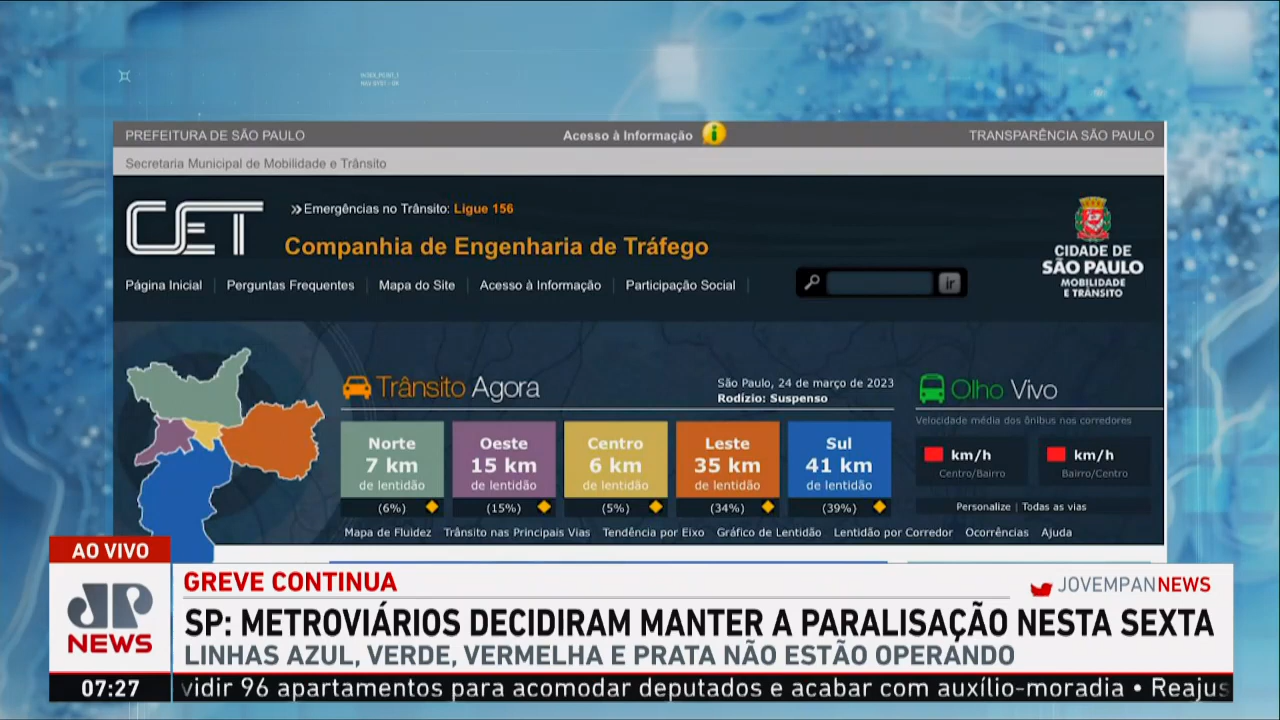 PREFEITURA DE SÃO PAULO
Acesso à Informação
TRANSPARÊNCIA SÃO PAULO
Secretaria Municipal de Mobilidade e Trânsito
CET
Emergências no Trânsito: Ligue 156
Companhia de Engenharia de Tráfego
CIDADE DE
SÃO PAULO
MOBILIDADE
E TRÂNSITO
Página Inicial
Perguntas Frequentes
Mapa do Site
Acesso à Informação
Participação Social
ir
Trânsito Agora
São Paulo, 24 de março de 2023
Rodízio: Suspenso
Olho Vivo
Velocidade média dos ônibus nos corredores
Norte
7 km
de lentidão
(6%)
Oeste
15 km
de lentidão
(15%)
Centro
6 km
de lentidão
(5%)
Leste
35 km
de lentidão
(34%)
Sul
41 km
de lentidão
(39%)
km/h
Centro/Bairro
km/h
Bairro/Centro
Personalize | Todas as vias
Mapa de Fluidez
Trânsito nas Principais Vias
Tendência por Eixo
Gráfico de Lentidão
Lentidão por Corredor
Ocorrências
Ajuda
AO VIVO
JP
NEWS
GREVE CONTINUA
JOVEMPANNEWS
SP: METROVIÁRIOS DECIDIRAM MANTER A PARALISAÇÃO NESTA SEXTA
LINHAS AZUL, VERDE, VERMELHA E PRATA NÃO ESTÃO OPERANDO
07:27
vidir 96 apartamentos para acomodar deputados e acabar com auxílio-moradia • Reajus